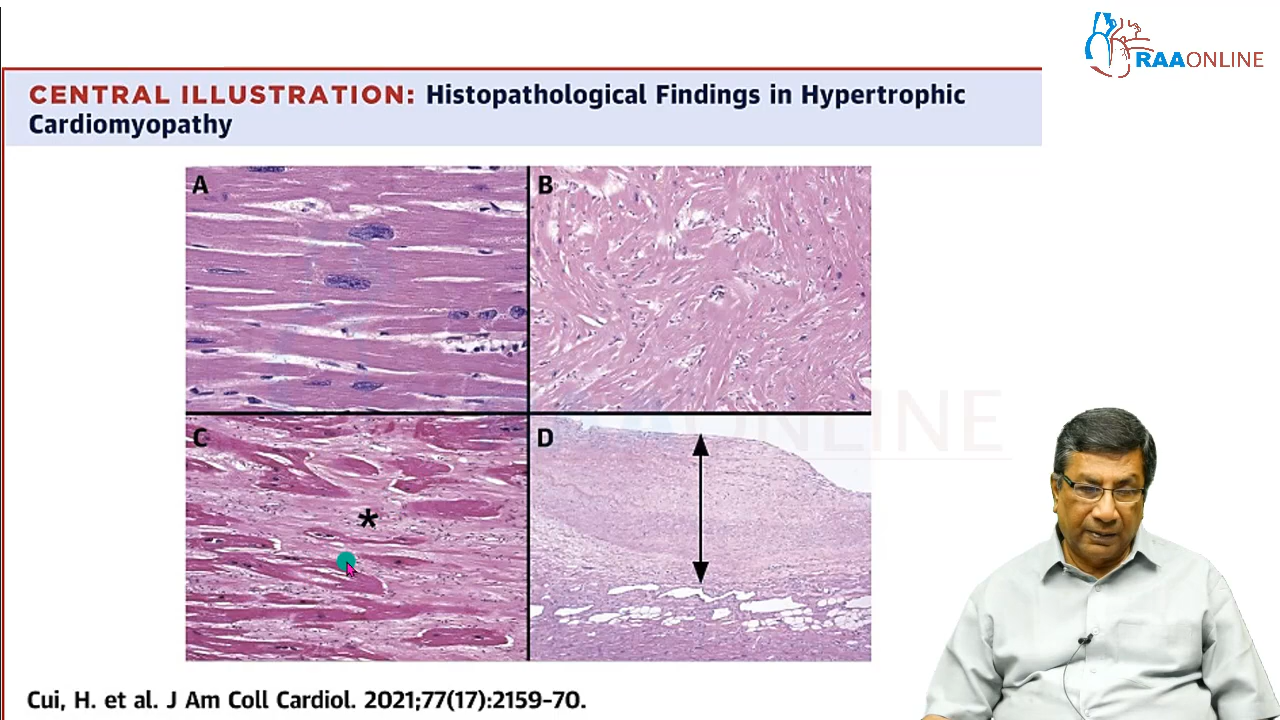 RAAONLINE
CENTRAL ILLUSTRATION: Histopathological Findings in Hypertrophic
Cardiomyopathy
A
B
C
*
D
ONLINE
Cui, H. et al. J Am Coll Cardiol. 2021;77(17):2159-70.